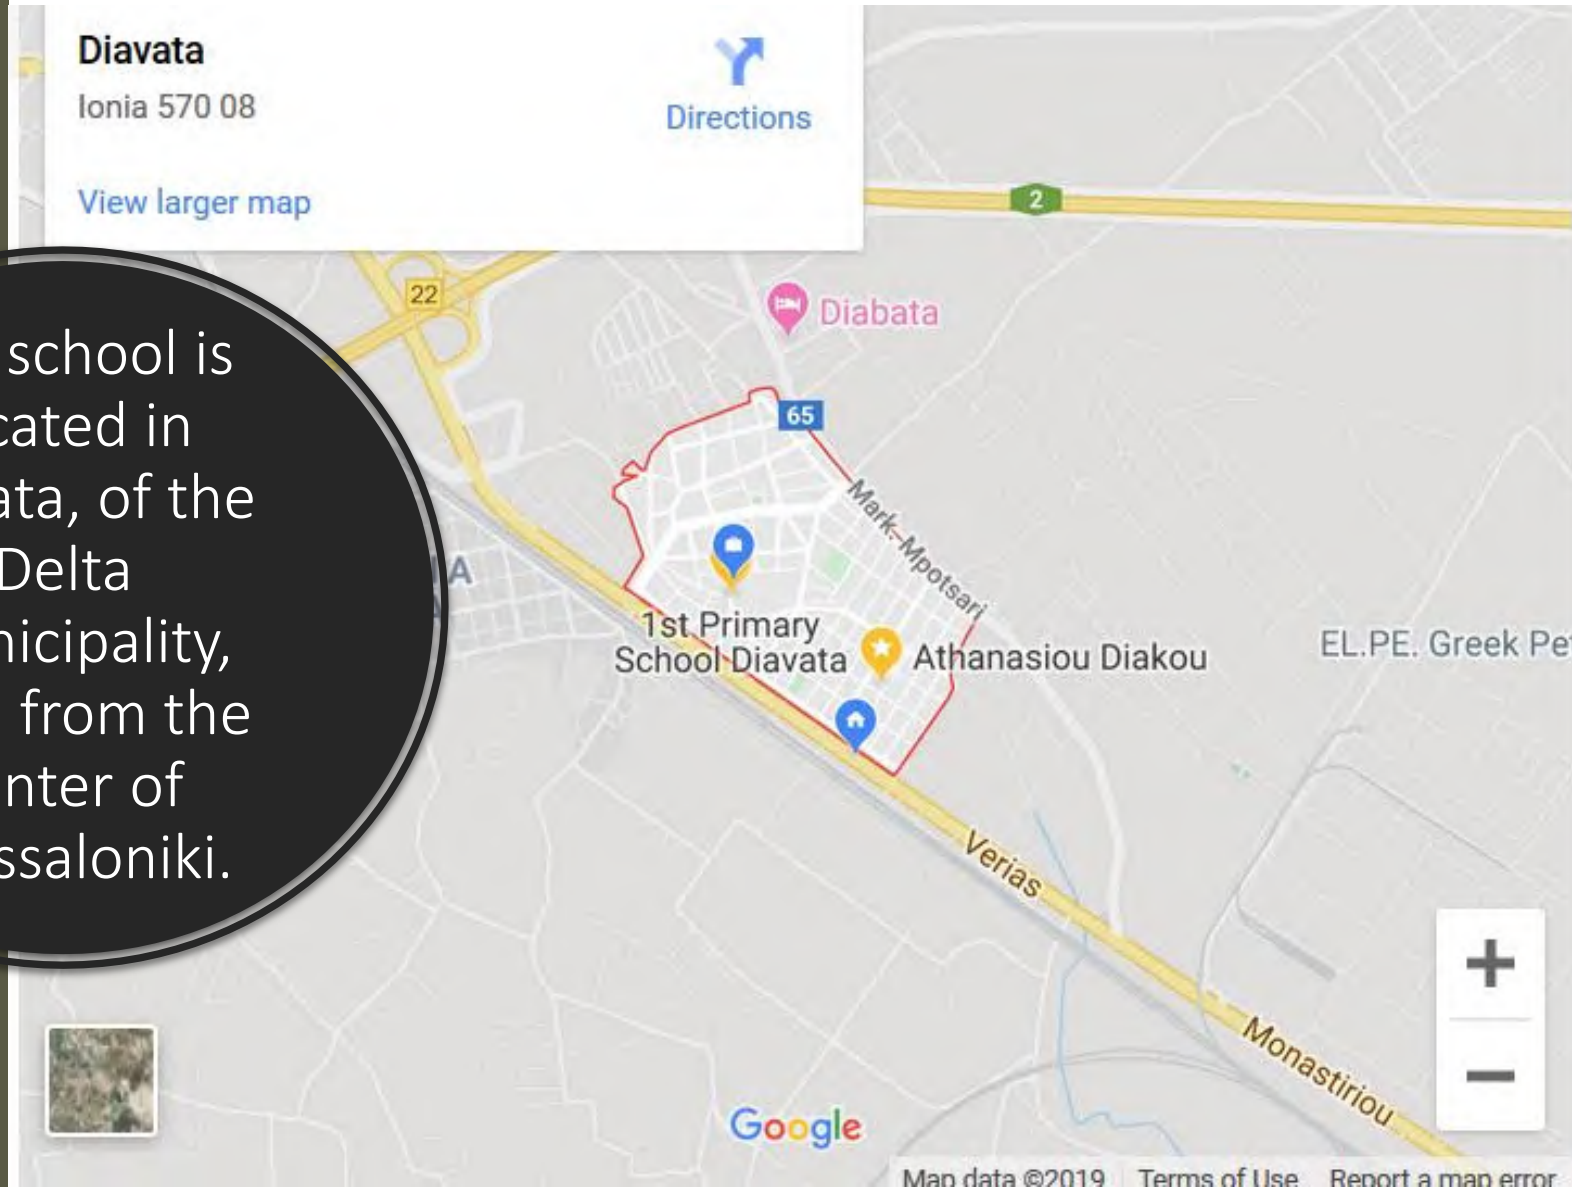 Diavata
Ionia 570 08
Directions
View larger map
2
22
Diabata
65
Mark. Mpotsari
1st Primary
School Diavata
Athanasiou Diakou
EL.PE. Greek Pe
A
school is
cated in
ata, of the
Delta
nicipality,
from the
nter of
ssaloniki.
Verias
Monastiriou
Google
Map data ©2019 Terms of Use Report a map error